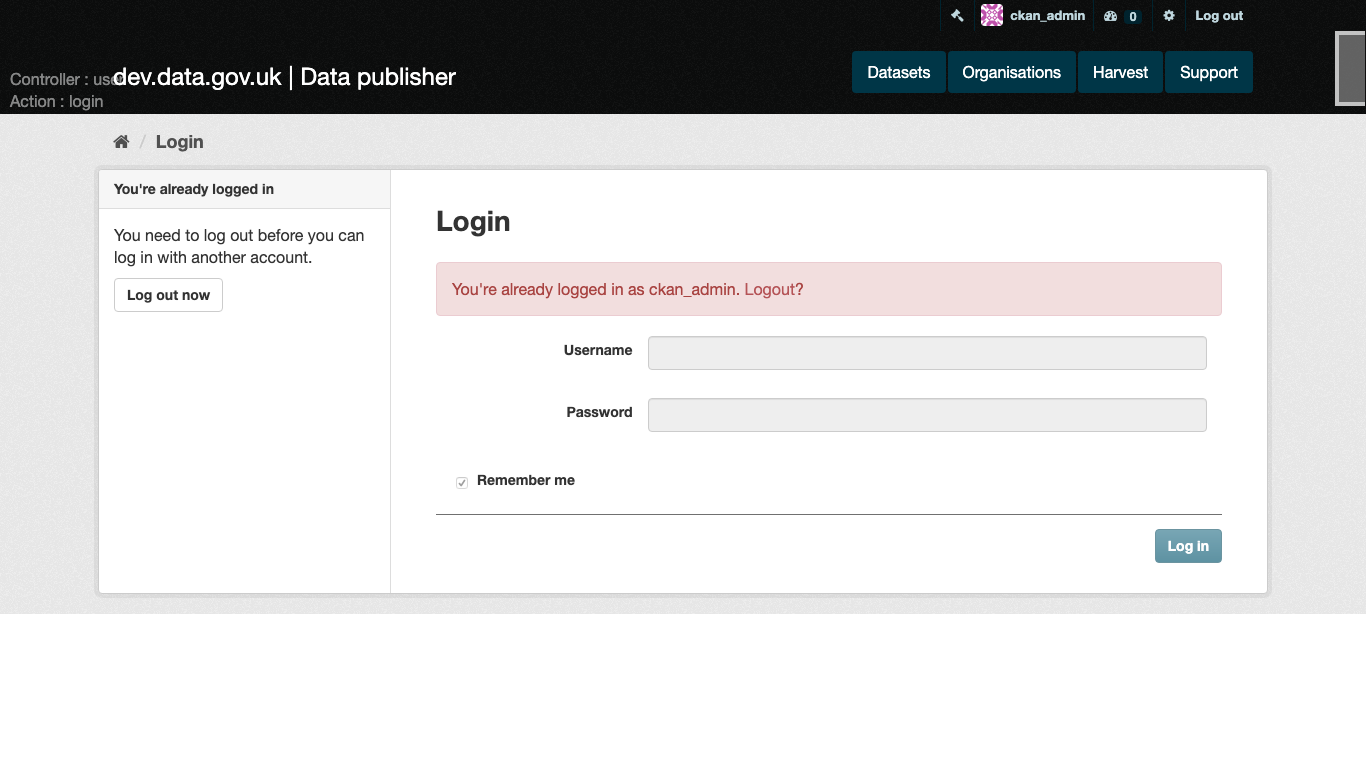 ckan_admin 0 Log out
Controller : user
Action : login
dev.data.gov.uk | Data publisher
Datasets Organisations Harvest Support
/ Login
You're already logged in
You need to log out before you can
log in with another account.
Log out now
Login
You're already logged in as ckan_admin. Logout?
Username
Password
Remember me
Log in